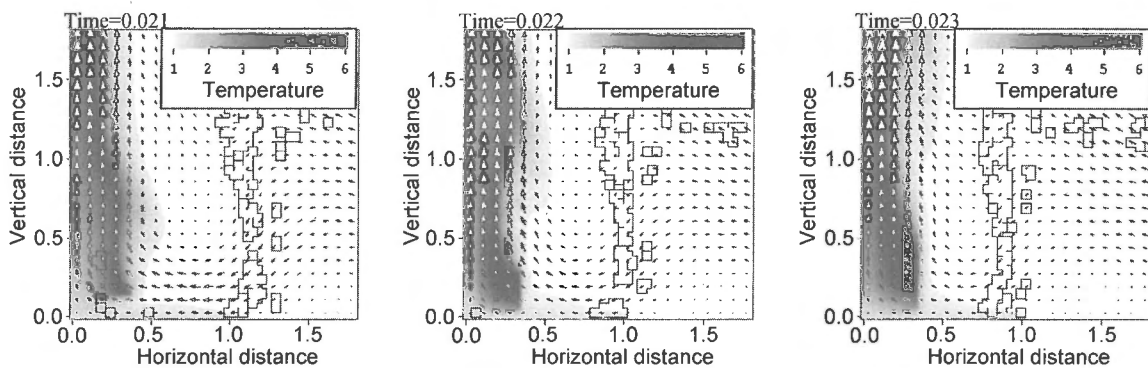 Time=0.021 Time=0.022 Time=0.023
1 2 3 4 5 6 1 2 3 4 5 6 1 2 3 4 5 6
Temperature Temperature Temperature
1.5 1.5 1.5
1.0 1.0 1.0
0.5 0.5 0.5
0.0 0.0 0.0
Vertical distance Vertical distance Vertical distance
0.0 0.5 1.0 1.5 0.0 0.5 1.0 1.5 0.0 0.5 1.0 1.5
Horizontal distance Horizontal distance Horizontal distance